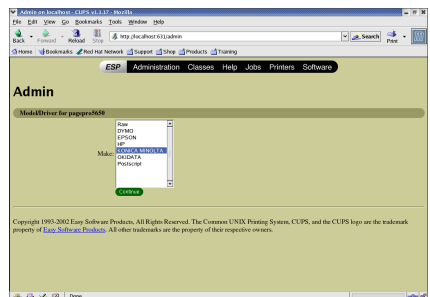 Admin on localhost - CUPS v1.1.17 - Mozilla
File Edit View Go Bookmarks Tools Window Help
Back Forward Reload Stop http://localhost:631/admin Search Print
Home Bookmarks Red Hat Network Support Shop Products Training
ESP Administration Classes Help Jobs Printers Software
Admin
Model/Driver for pagepro5650
Raw
DYMO
EPSON
HP
Make: KONICA MINOLTA
OKIDATA
Postscript
Continue
Copyright 1993-2002 Easy Software Products, All Rights Reserved. The Common UNIX Printing System, CUPS, and the CUPS logo are the trademark
property of Easy Software Products. All other trademarks are the property of their respective owners.
Done